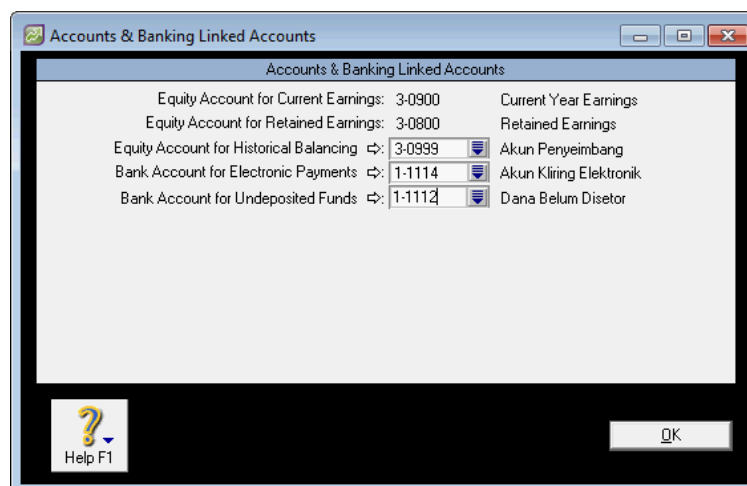 Accounts & Banking Linked Accounts
Accounts & Banking Linked Accounts
Equity Account for Current Earnings: 3-0900 Current Year Earnings
Equity Account for Retained Earnings: 3-0800 Retained Earnings
Equity Account for Historical Balancing ⇨: 3-0999 Akun Penyeimbang
Bank Account for Electronic Payments ⇨: 1-1114 Akun Kliring Elektronik
Bank Account for Undeposited Funds ⇨: 1-1112 Dana Belum Disetor
Help F1
OK